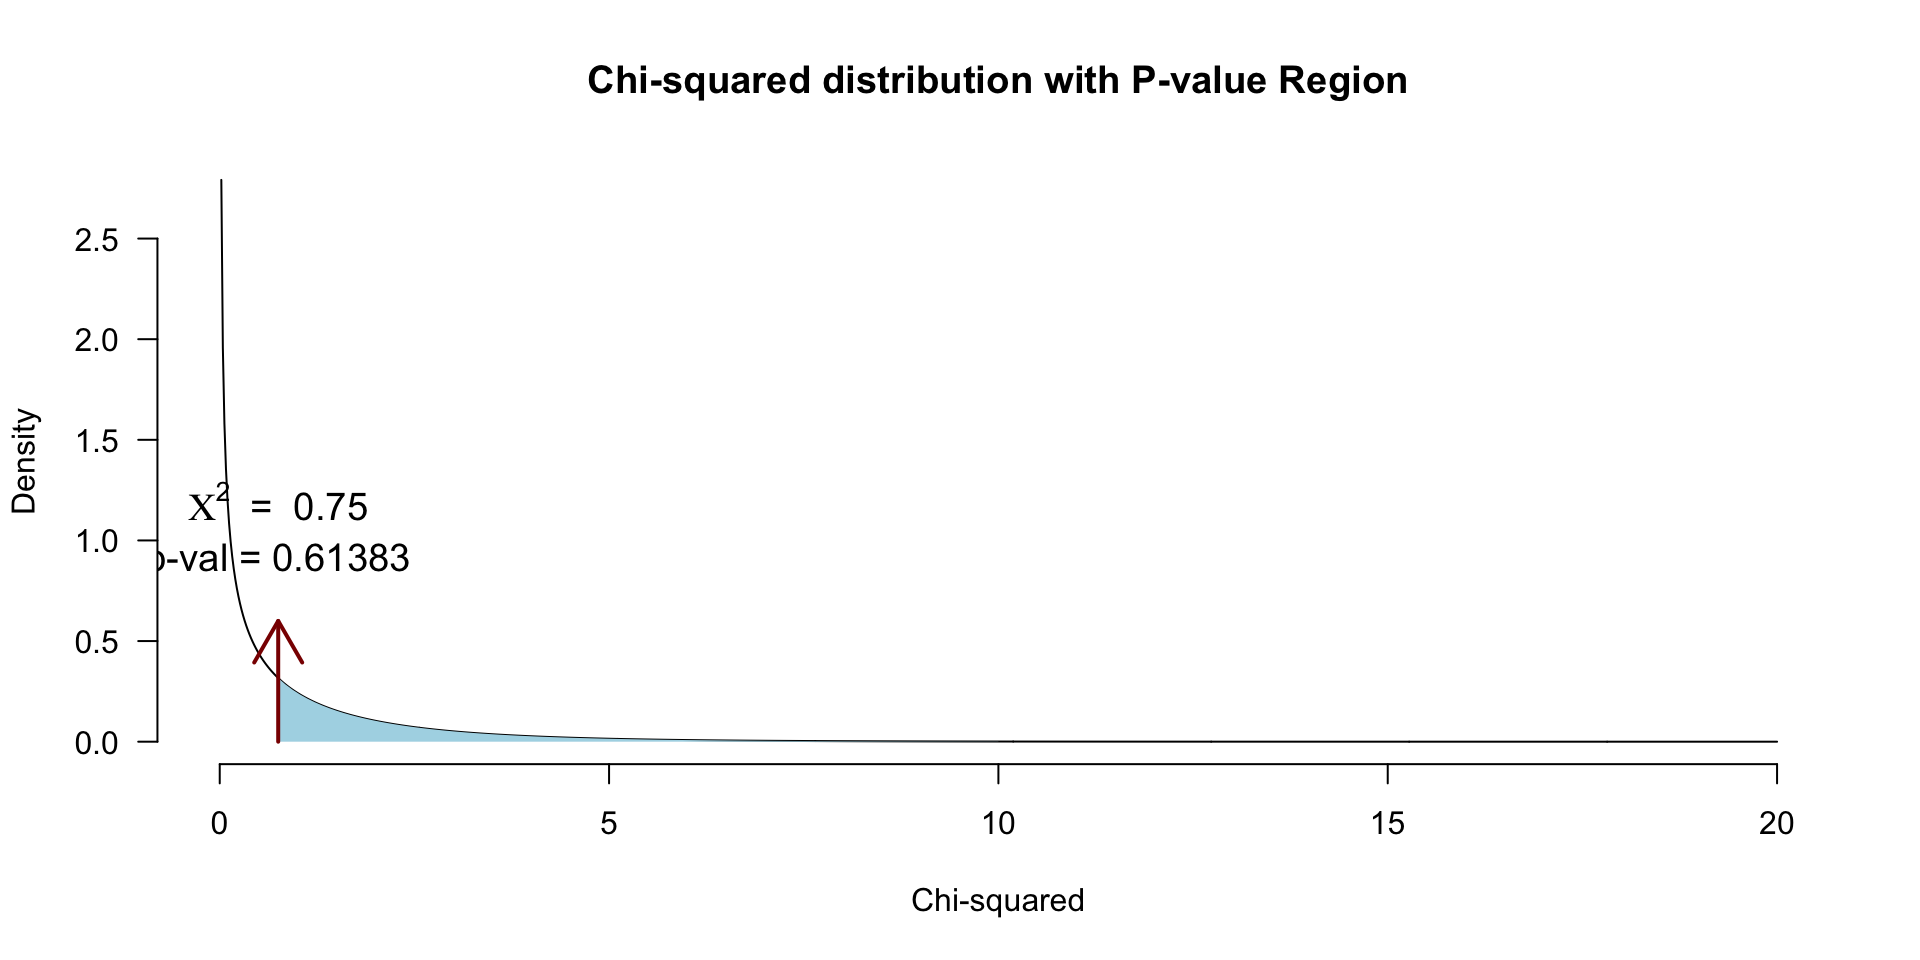 Chi-squared distribution with P-value Region
Density
2.5
2.0
1.5
1.0
0.5
0.0
X² = 0.75
p-val = 0.61383
0 5 10 15 20
Chi-squared